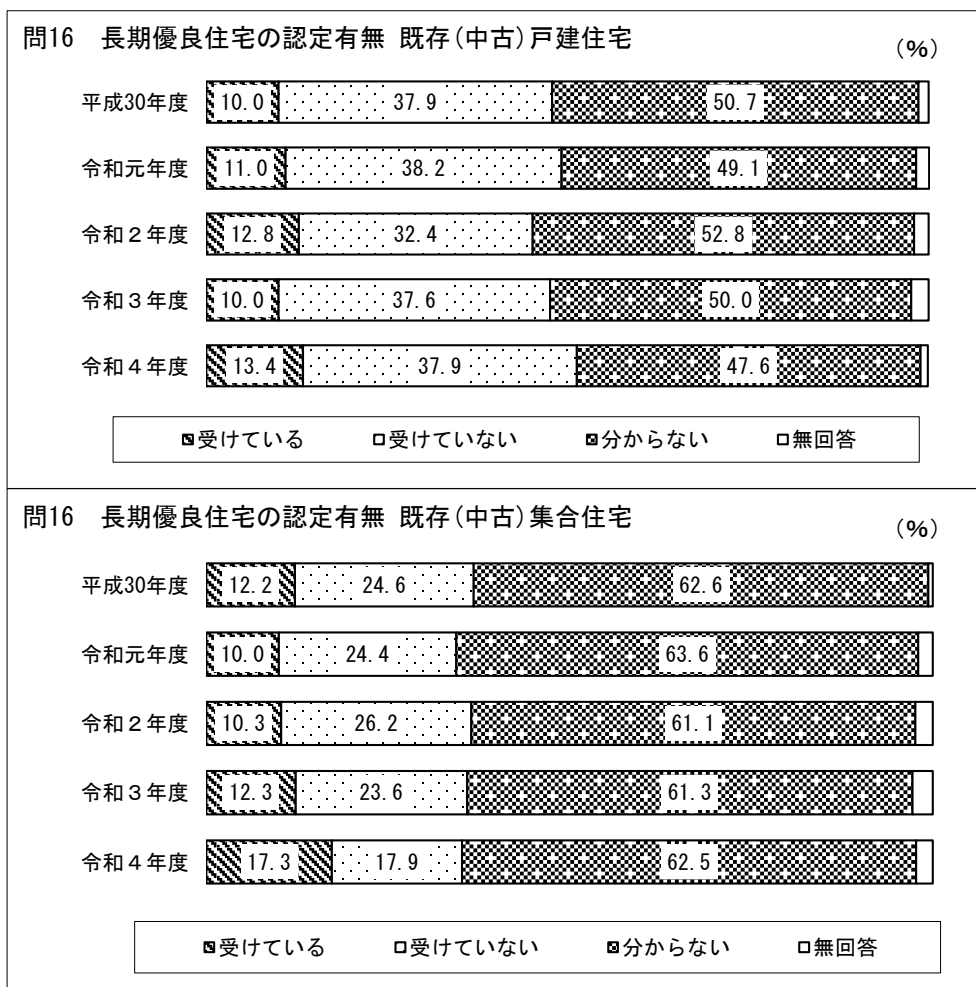 問16　長期優良住宅の認定有無 既存(中古)戸建住宅
(%)
平成30年度 10.0 37.9 50.7
令和元年度 11.0 38.2 49.1
令和２年度 12.8 32.4 52.8
令和３年度 10.0 37.6 50.0
令和４年度 13.4 37.9 47.6
受けている 受けていない 分からない 無回答
問16　長期優良住宅の認定有無 既存(中古)集合住宅
(%)
平成30年度 12.2 24.6 62.6
令和元年度 10.0 24.4 63.6
令和２年度 10.3 26.2 61.1
令和３年度 12.3 23.6 61.3
令和４年度 17.3 17.9 62.5
受けている 受けていない 分からない 無回答